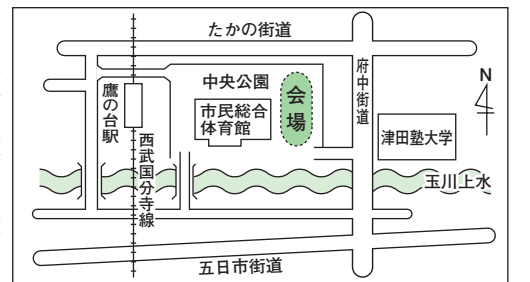 たかの街道
中央公園
会場
府中街道
N
鷹の台駅
市民総合
体育館
津田塾大学
西武国分寺線
玉川上水
五日市街道